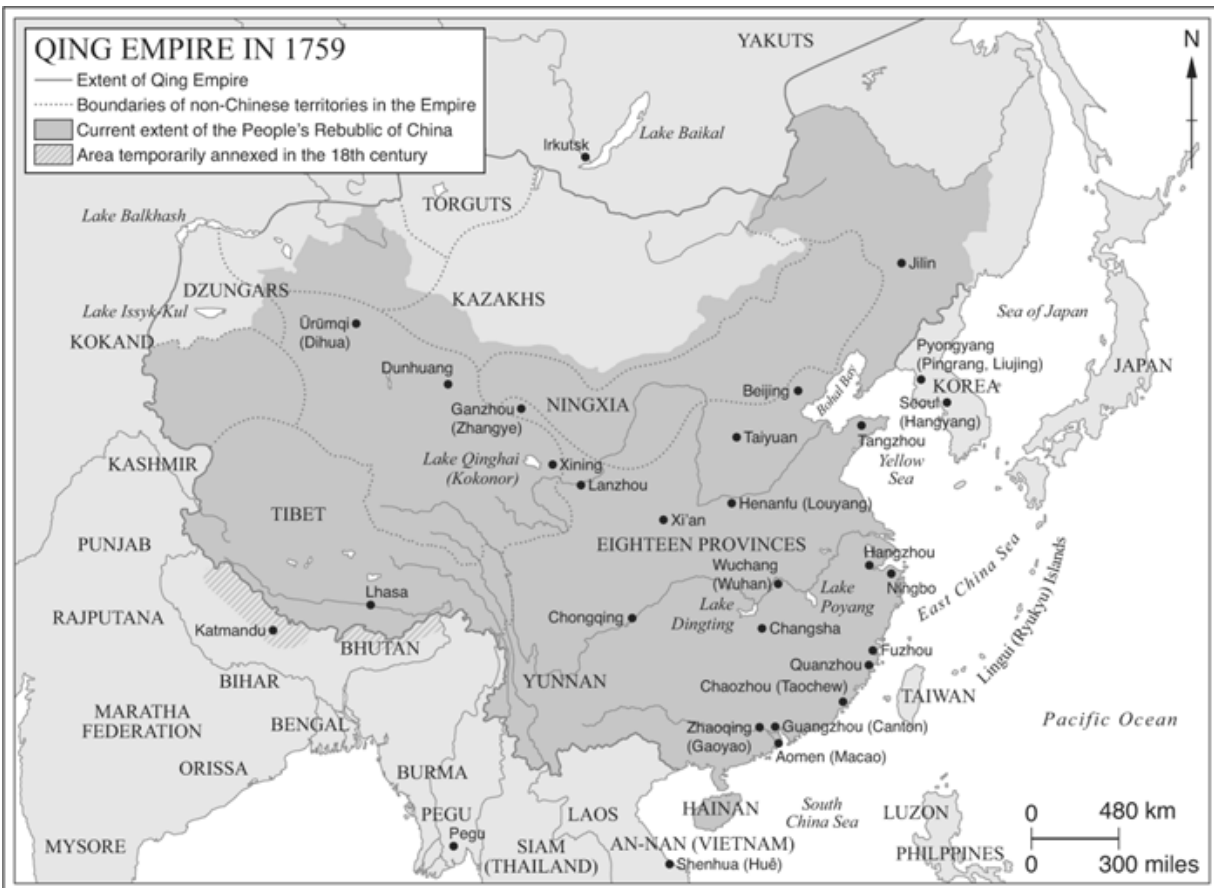 QING EMPIRE IN 1759
Extent of Qing Empire
Boundaries of non-Chinese territories in the Empire
Current extent of the People's Rebublic of China
Area temporarily annexed in the 18th century
YAKUTS
N
Irkutsk
Lake Baikal
TORGUTS
Lake Balkhash
Jilin
DZUNGARS
KAZAKHS
Lake Issyk-Kul
Sea of Japan
KOKAND
Ürümqi
(Dihua)
Pyongyang
(Pingrang, Liujing)
JAPAN
Dunhuang
Beijing
Bohal Bay
KOREA
Ganzhou
(Zhangye)
NINGXIA
Seoul
(Hangyang)
Taiyuan
Tangzhou
Yellow
Sea
KASHMIR
Lake Qinghai
(Kokonor)
Xining
Lanzhou
Henanfu (Louyang)
TIBET
Xi'an
PUNJAB
EIGHTEEN PROVINCES
Hangzhou
Wuchang
(Wuhan)
Lake
Poyang
Ningbo
East China Sea
Lingui (Ryukyu) Islands
Lhasa
RAJPUTANA
Chongqing
Lake
Dingting
Changsha
Katmandu
BHUTAN
Fuzhou
Quanzhou
BIHAR
YUNNAN
Chaozhou (Taochew)
TAIWAN
MARATHA
FEDERATION
BENGAL
Pacific Ocean
Zhaoqing
(Gaoyao)
Guangzhou (Canton)
Aomen (Macao)
ORISSA
BURMA
PEGU
Pegu
LAOS
HAINAN
South
China Sea
LUZON
0 480 km
0 300 miles
MYSORE
SIAM
(THAILAND)
AN-NAN (VIETNAM)
Shenhua (Huê)
PHILPPINES